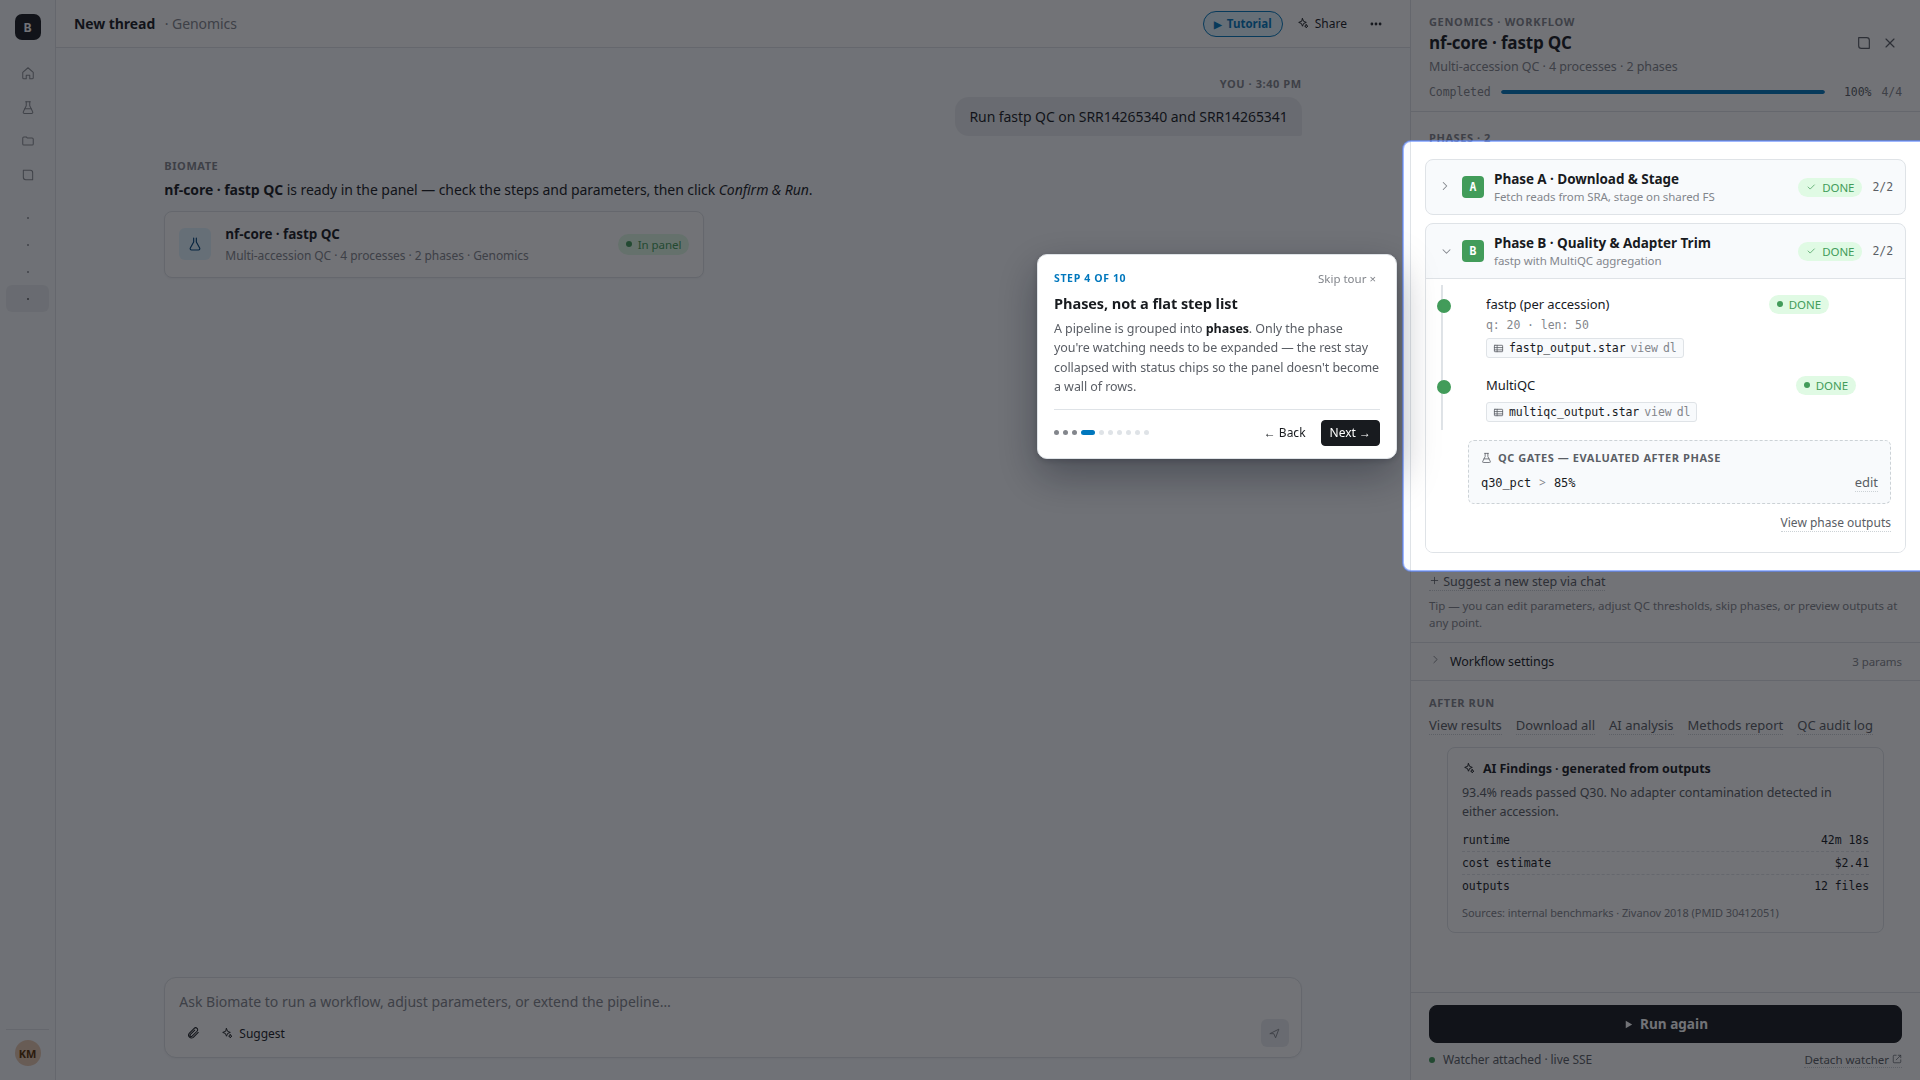 B
New thread · Genomics
Tutorial
Share
YOU · 3:40 PM
Run fastp QC on SRR14265340 and SRR14265341
BIOMATE
nf-core · fastp QC is ready in the panel — check the steps and parameters, then click Confirm & Run.
nf-core · fastp QC
Multi-accession QC · 4 processes · 2 phases · Genomics
In panel
STEP 4 OF 10
Skip tour ×
Phases, not a flat step list
A pipeline is grouped into phases. Only the phase
you're watching needs to be expanded — the rest stay
collapsed with status chips so the panel doesn't become
a wall of rows.
← Back
Next →
Ask Biomate to run a workflow, adjust parameters, or extend the pipeline...
Suggest
KM
GENOMICS · WORKFLOW
nf-core · fastp QC
Multi-accession QC · 4 processes · 2 phases
Completed 100% 4/4
PHASES · 2
A Phase A · Download & Stage
Fetch reads from SRA, stage on shared FS
DONE 2/2
B Phase B · Quality & Adapter Trim
fastp with MultiQC aggregation
DONE 2/2
fastp (per accession)
DONE
q: 20 · len: 50
fastp_output.star view dl
MultiQC
DONE
multiqc_output.star view dl
QC GATES — EVALUATED AFTER PHASE
q30_pct > 85%
edit
View phase outputs
+ Suggest a new step via chat
Tip — you can edit parameters, adjust QC thresholds, skip phases, or preview outputs at
any point.
Workflow settings 3 params
AFTER RUN
View results Download all AI analysis Methods report QC audit log
AI Findings · generated from outputs
93.4% reads passed Q30. No adapter contamination detected in
either accession.
runtime 42m 18s
cost estimate $2.41
outputs 12 files
Sources: internal benchmarks · Zivanov 2018 (PMID 30412051)
Run again
Watcher attached · live SSE
Detach watcher